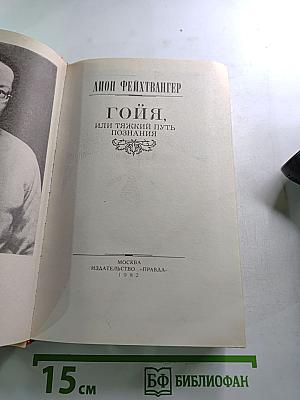 ЛИОН ФЕЙХТВАНГЕР
ГОЙЯ,
ИЛИ ТЯЖКИЙ ПУТЬ
ПОЗНАНИЯ
МОСКВА
ИЗДАТЕЛЬСТВО «ПРАВДА»
1982
15 см
БФ БИБЛИОФАН